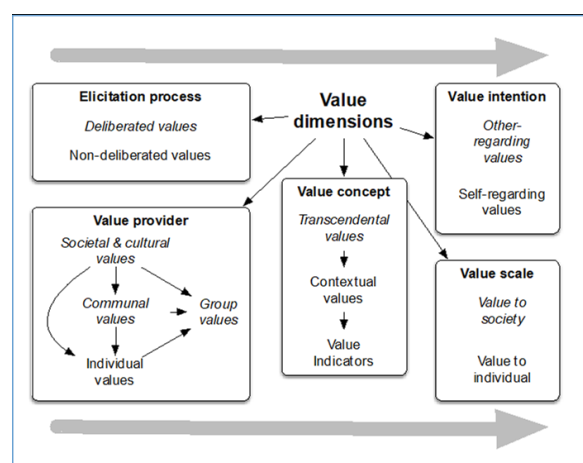 Elicitation process
Deliberated values
Non-deliberated values
Value
dimensions
Value intention
Other-
regarding
values
Self-regarding
values
Value provider
Societal & cultural
values
Communal
values
Group
values
Individual
values
Value concept
Transcendental
values
Contextual
values
Value
Indicators
Value scale
Value to
society
Value to
individual